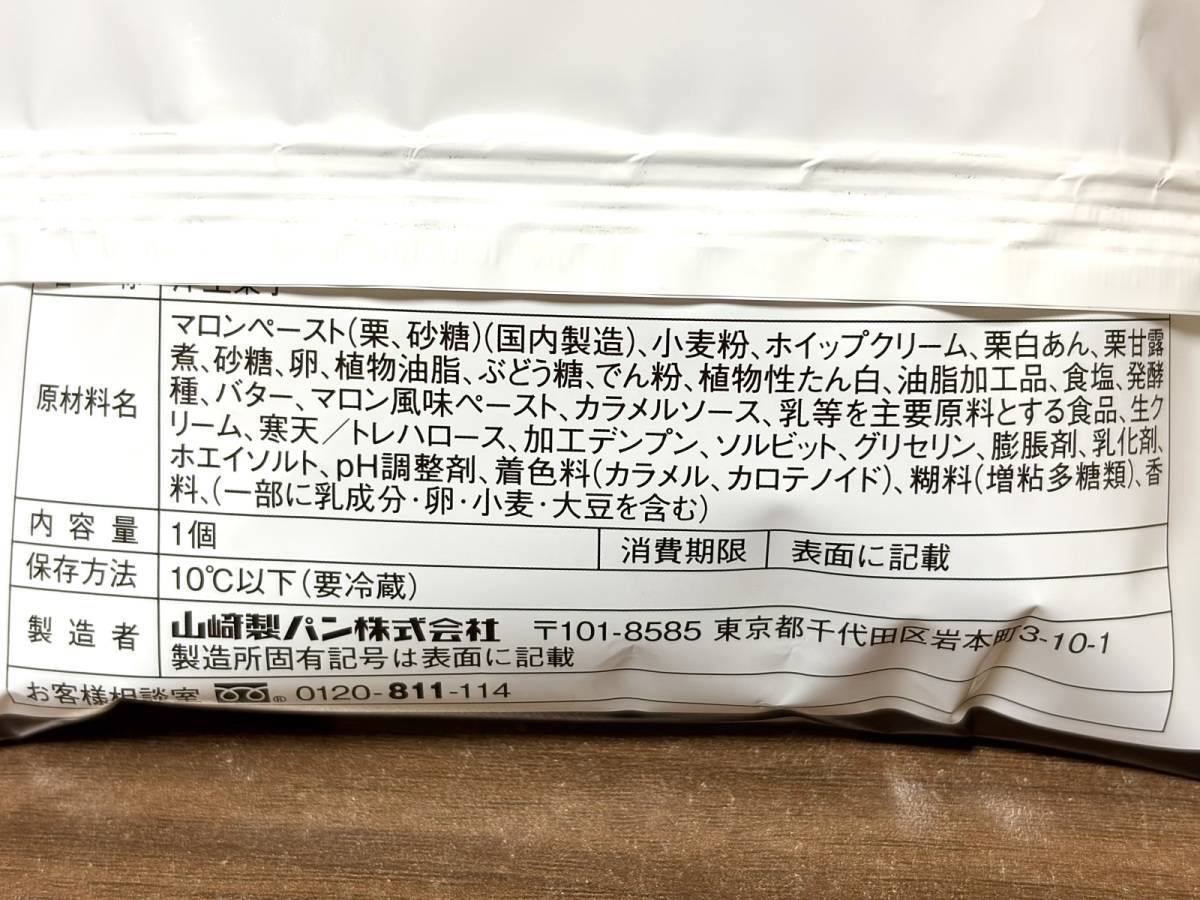 原材料名
マロンペースト(栗、砂糖)(国内製造)、小麦粉、ホイップクリーム、栗白あん、栗甘露
煮、砂糖、卵、植物油脂、ぶどう糖、でん粉、植物性たん白、油脂加工品、食塩、発酵
種、バター、マロン風味ペースト、カラメルソース、乳等を主要原料とする食品、生ク
リーム、寒天／トレハロース、加工デンプン、ソルビット、グリセリン、膨脹剤、乳化剤、
ホエイソルト、pH調整剤、着色料(カラメル、カロテノイド)、糊料(増粘多糖類)、香
料、(一部に乳成分・卵・小麦・大豆を含む)
内容量 1個 消費期限 表面に記載
保存方法 10℃以下(要冷蔵)
製造者 山崎製パン株式会社 〒101-8585 東京都千代田区岩本町3-10-1
製造所固有記号は表面に記載
お客様相談室 0120-811-114